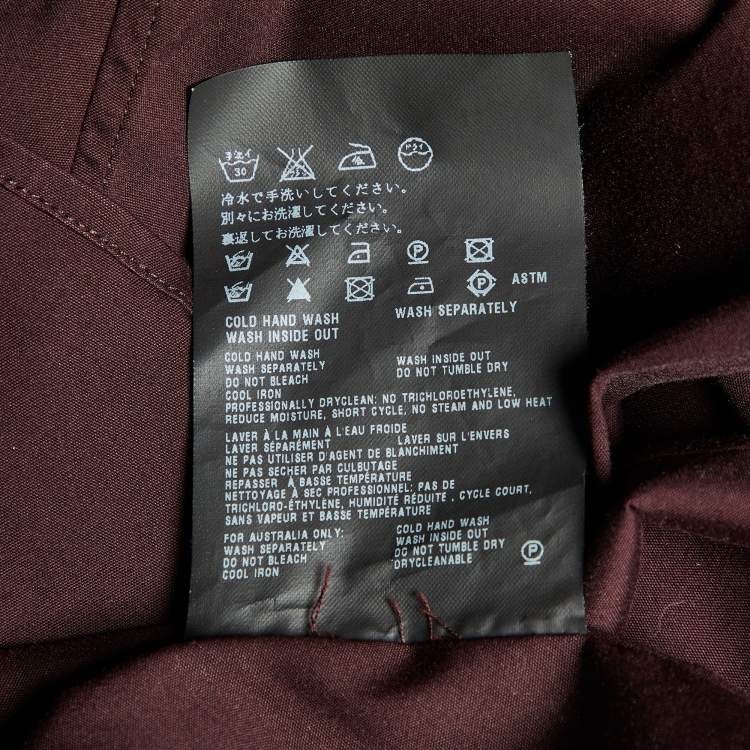 手洗イ 30 ドライ
冷水で手洗いしてください。
別々にお洗濯してください。
裏返してお洗濯してください。
P
P ASTM
COLD HAND WASH WASH SEPARATELY
WASH INSIDE OUT
COLD HAND WASH WASH INSIDE OUT
WASH SEPARATELY DO NOT TUMBLE DRY
DO NOT BLEACH
COOL IRON
PROFESSIONALLY DRYCLEAN: NO TRICHLOROETHYLENE,
REDUCE MOISTURE, SHORT CYCLE, NO STEAM AND LOW HEAT
LAVER À LA MAIN À L'EAU FROIDE
LAVER SÉPARÉMENT LAVER SUR L'ENVERS
NE PAS UTILISER D'AGENT DE BLANCHIMENT
NE PAS SECHER PAR CULBUTAGE
REPASSER À BASSE TEMPÉRATURE
NETTOYAGE À SEC PROFESSIONNEL: PAS DE
TRICHLORO-ÉTHYLÈNE, HUMIDITÉ RÉDUITE, CYCLE COURT,
SANS VAPEUR ET BASSE TEMPÉRATURE
FOR AUSTRALIA ONLY: COLD HAND WASH
WASH SEPARATELY WASH INSIDE OUT
DO NOT BLEACH DO NOT TUMBLE DRY
COOL IRON DRYCLEANABLE P